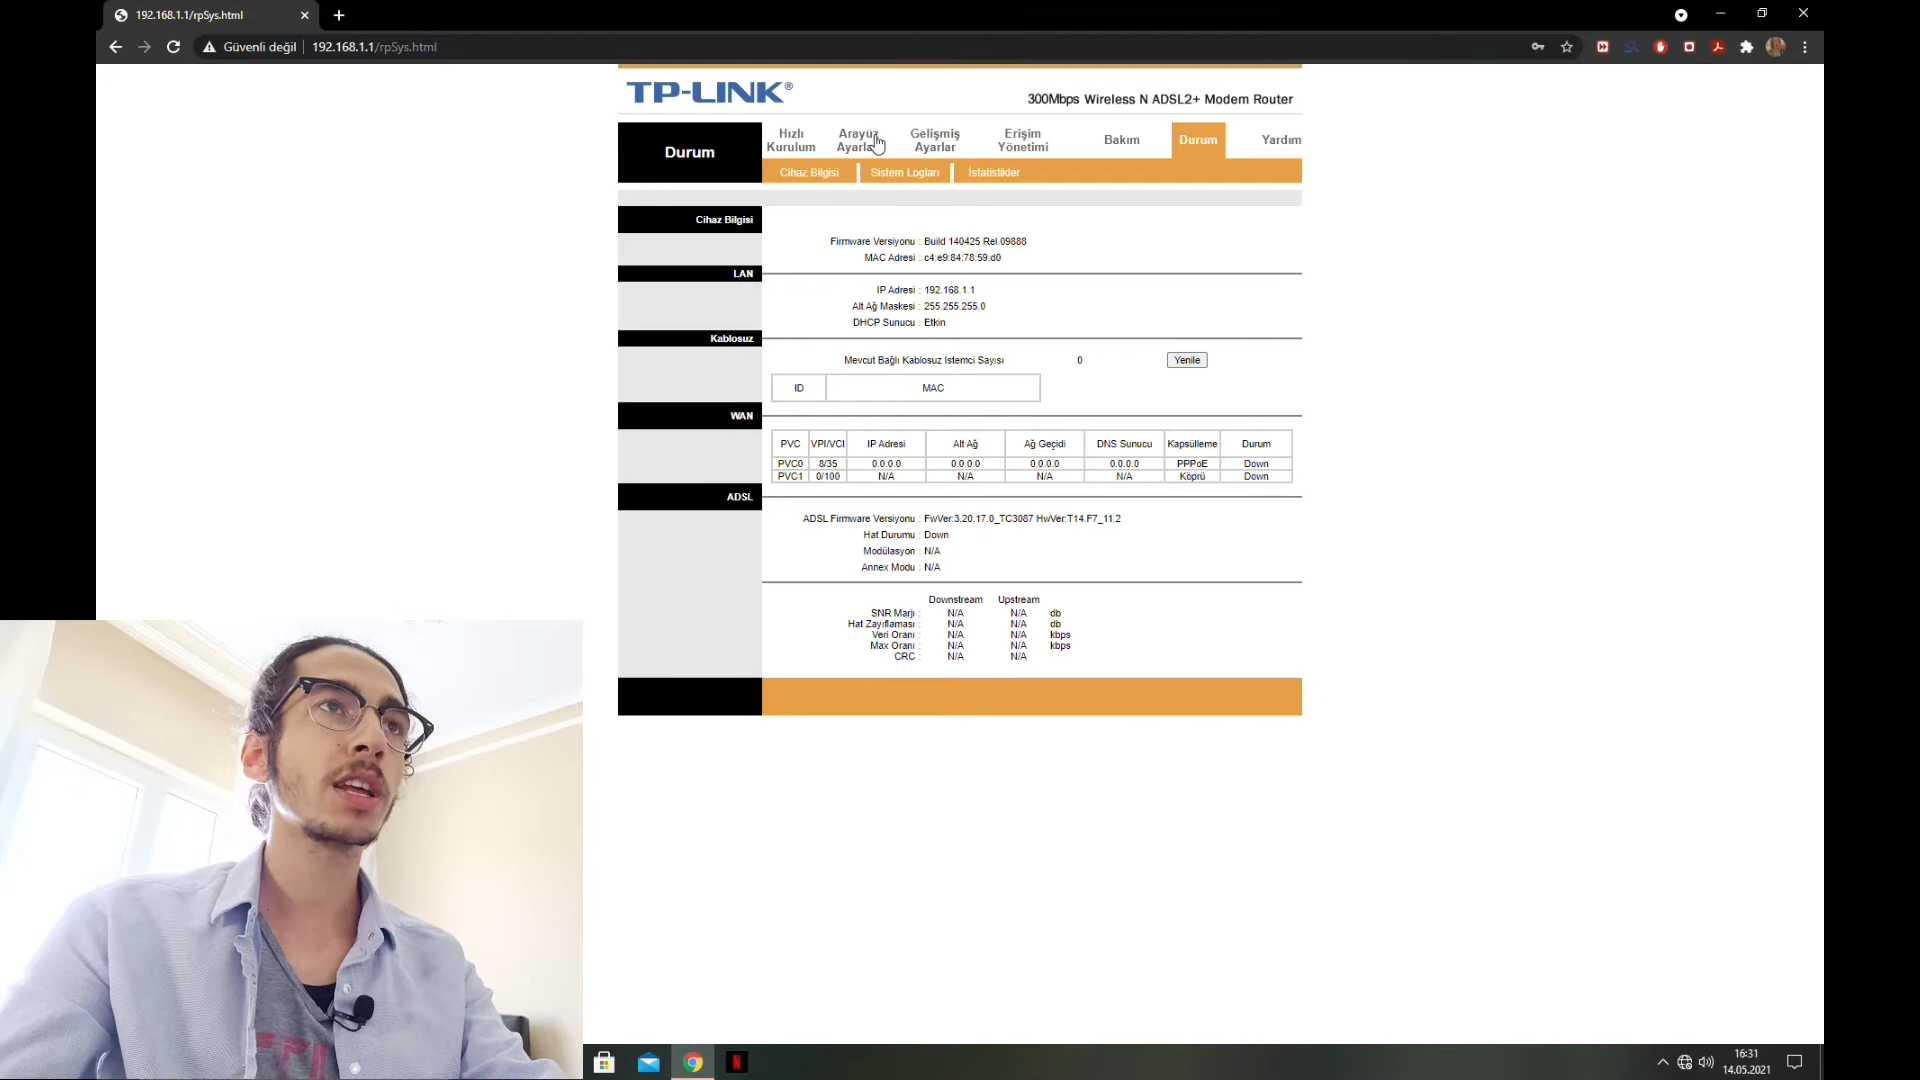 192.168.1.1/rpSys.html
Güvenli değil | 192.168.1.1/rpSys.html
TP-LINK®
300Mbps Wireless N ADSL2+ Modem Router
Durum
Hızlı Kurulum
Arayüz
Gelişmiş Ayarlar
Erişim Yönetimi
Bakım
Durum
Yardım
Cihaz Bilgisi
Sistem Logları
İstatistikler
Cihaz Bilgisi
Firmware Versiyonu : Build 140425 Rel.09888
MAC Adresi : c4:e9:84:78:59:d0
LAN
IP Adresi : 192.168.1.1
Alt Ağ Maskesi : 255.255.255.0
DHCP Sunucu : Etkin
Kablosuz
Mevcut Bağlı Kablosuz İstemci Sayısı 0 Yenile
ID MAC
WAN
PVC VPI/VCI IP Adresi Alt Ağ Ağ Geçidi DNS Sunucu Kapsülleme Durum
PVC0 8/35 0.0.0.0 0.0.0.0 0.0.0.0 0.0.0.0 PPPoE Down
PVC1 0/100 N/A N/A N/A N/A Köprü Down
ADSL
ADSL Firmware Versiyonu : FwVer:3.20.17.0_TC3087 HwVer:T14.F7_11.2
Hat Durumu : Down
Modülasyon : N/A
Annex Modu : N/A
Downstream Upstream
SNR Marjı : N/A N/A db
Hat Zayıflaması : N/A N/A db
Veri Oranı : N/A N/A kbps
Max Oranı : N/A N/A kbps
CRC : N/A N/A
16:31
14.05.2021